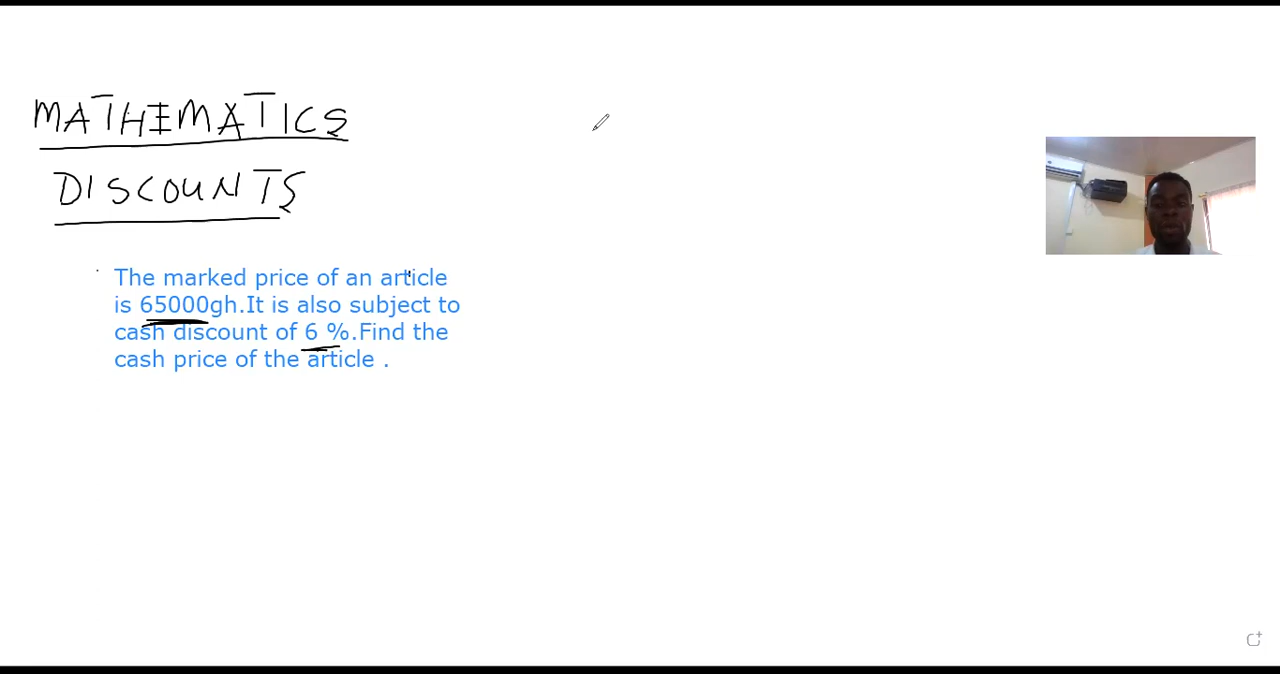 MATHEMATICS
DISCOUNTS
The marked price of an article
is 65000gh.It is also subject to
cash discount of 6 %.Find the
cash price of the article .